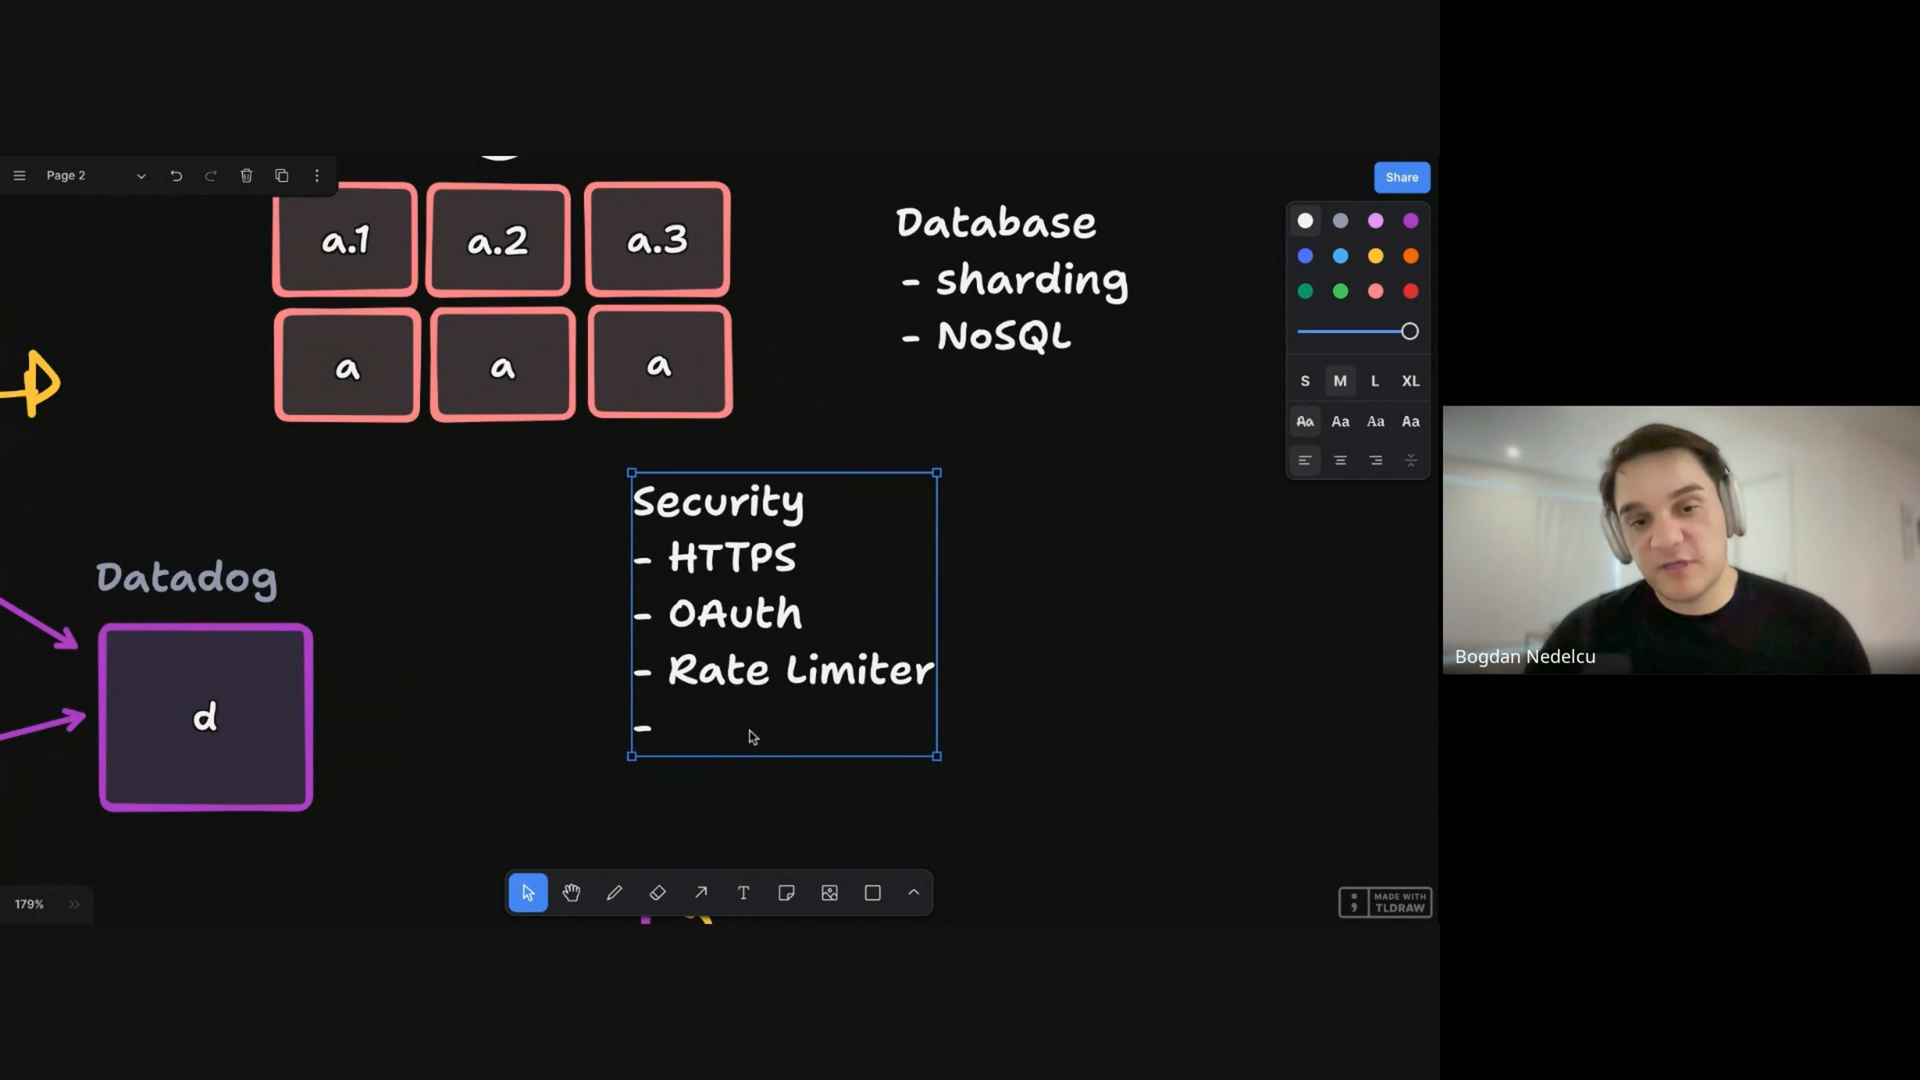 Page 2
Share
a.1
a.2
a.3
a
a
a
Database
- sharding
- NoSQL
S M L XL
Aa Aa Aa Aa
Security
- HTTPS
- OAuth
- Rate Limiter
-
Datadog
d
Bogdan Nedelcu
179%
T
MADE WITH
TLDRAW